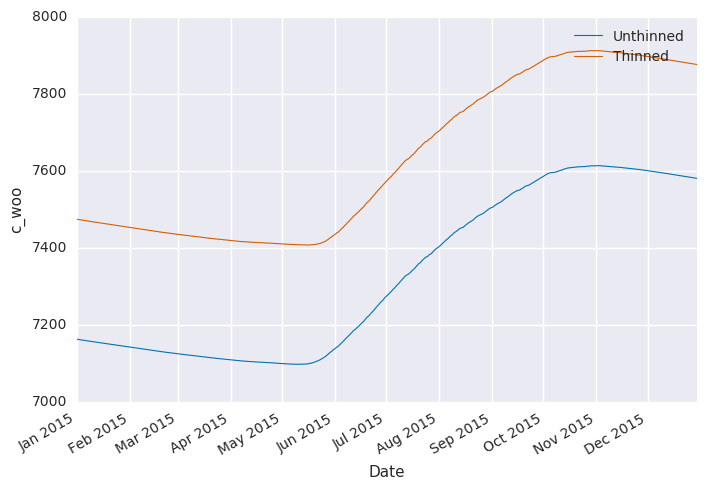 8000
7800
7600
7400
7200
7000
c_woo
Unthinned
Thinned
Jan 2015
Feb 2015
Mar 2015
Apr 2015
May 2015
Jun 2015
Jul 2015
Aug 2015
Sep 2015
Oct 2015
Nov 2015
Dec 2015
Date